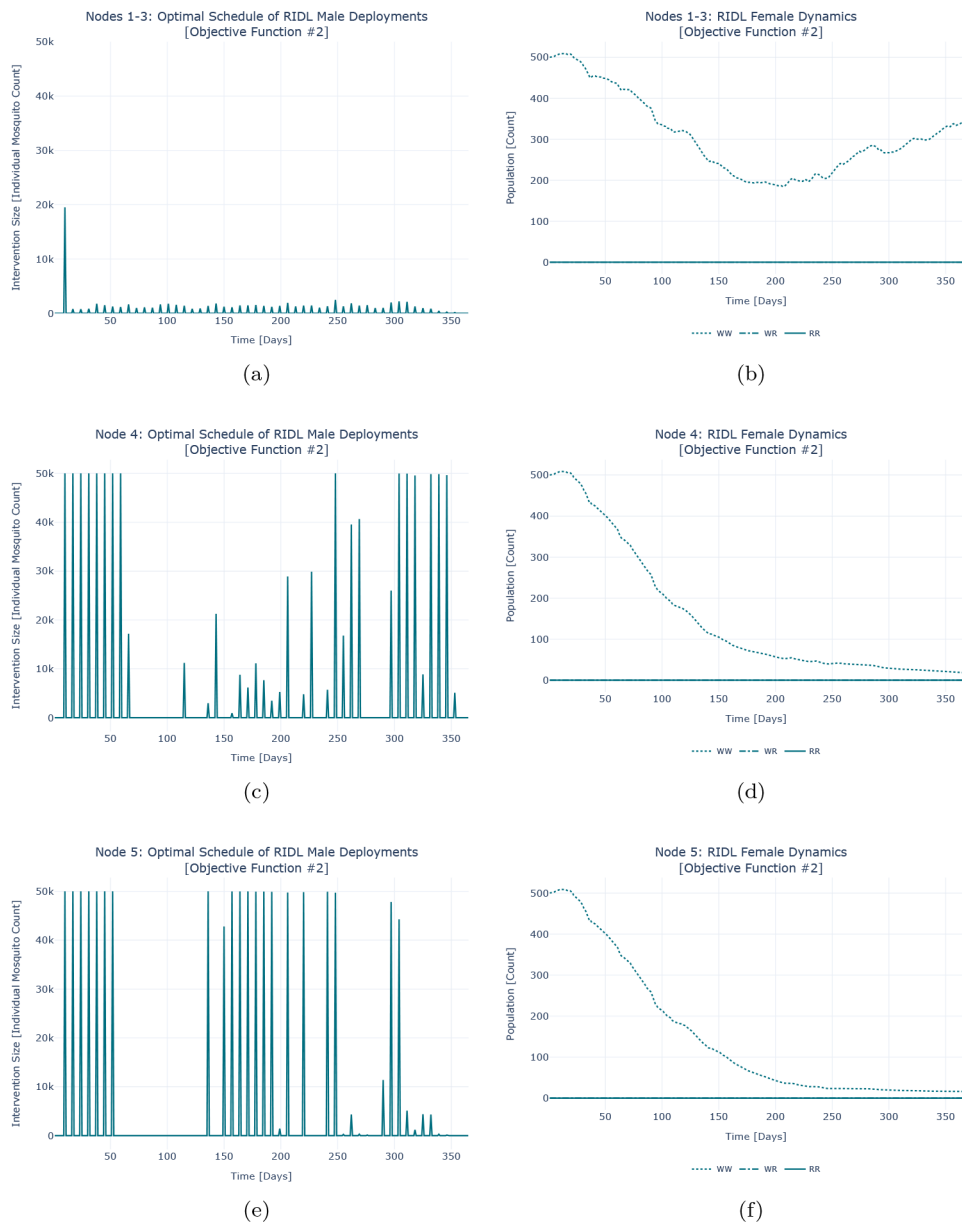 Nodes 1-3: Optimal Schedule of RIDL Male Deployments
[Objective Function #2]
50k
40k
30k
20k
10k
0
Intervention Size [Individual Mosquito Count]
50
100
150
200
250
300
350
Time [Days]
(a)
Nodes 1-3: RIDL Female Dynamics
[Objective Function #2]
500
400
300
200
100
0
Population [Count]
50
100
150
200
250
300
350
Time [Days]
WW
WR
RR
(b)
Node 4: Optimal Schedule of RIDL Male Deployments
[Objective Function #2]
50k
40k
30k
20k
10k
0
Intervention Size [Individual Mosquito Count]
50
100
150
200
250
300
350
Time [Days]
(c)
Node 4: RIDL Female Dynamics
[Objective Function #2]
500
400
300
200
100
0
Population [Count]
50
100
150
200
250
300
350
Time [Days]
WW
WR
RR
(d)
Node 5: Optimal Schedule of RIDL Male Deployments
[Objective Function #2]
50k
40k
30k
20k
10k
0
Intervention Size [Individual Mosquito Count]
50
100
150
200
250
300
350
Time [Days]
(e)
Node 5: RIDL Female Dynamics
[Objective Function #2]
500
400
300
200
100
0
Population [Count]
50
100
150
200
250
300
350
Time [Days]
WW
WR
RR
(f)